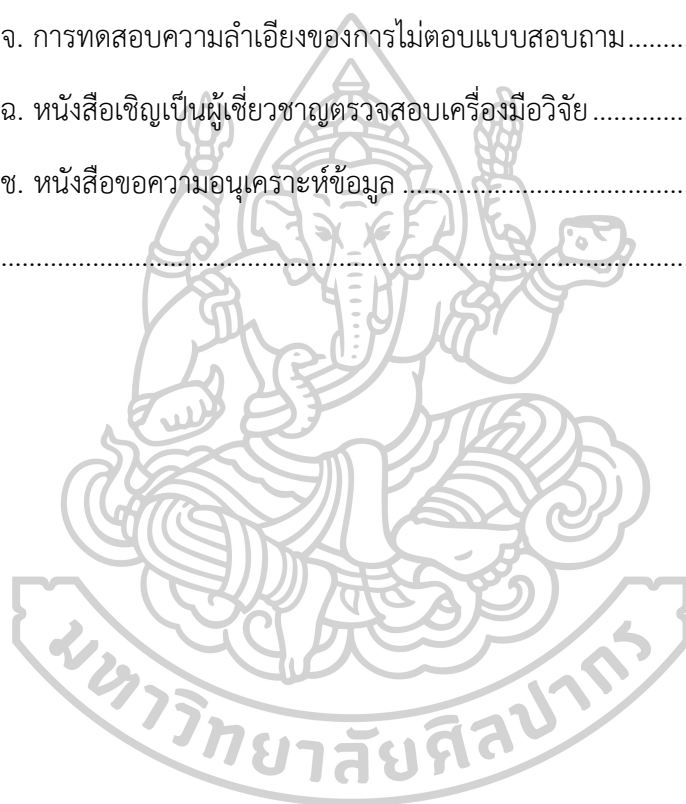 จ. การทดสอบความลำเอียงของการไม่ตอบแบบสอบถาม........
ฉ. หนังสือเชิญเป็นผู้เชี่ยวชาญตรวจสอบเครื่องมือวิจัย.............
ช. หนังสือขอความอนุเคราะห์ข้อมูล ........................................
..................................................................................................
มหาวิทยาลัยศิลปากร